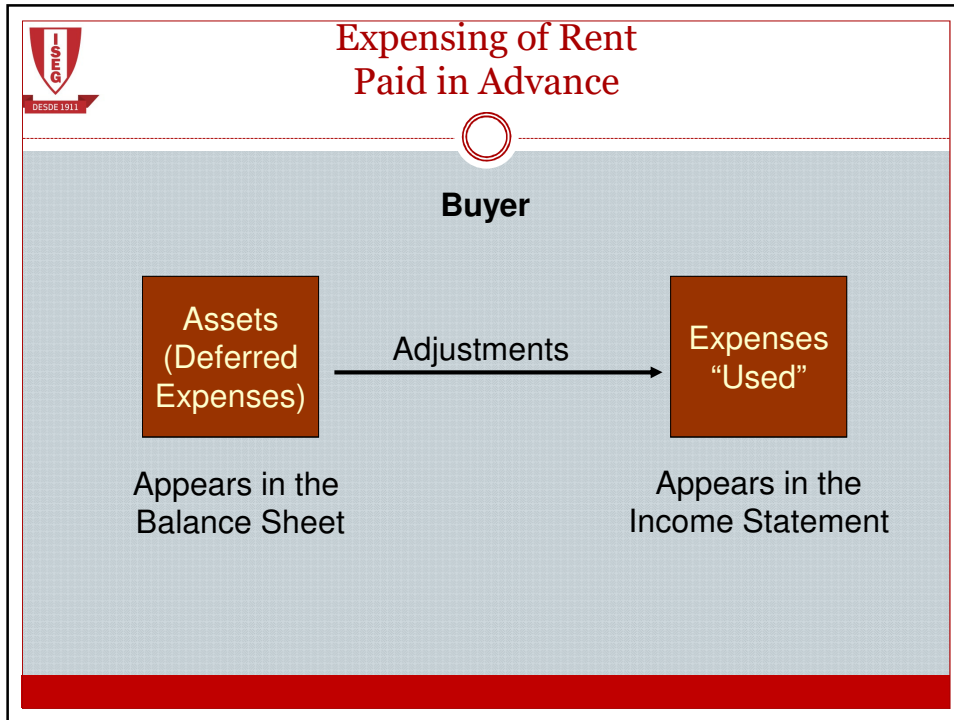 ISEG
DESDE 1911
Expensing of Rent
Paid in Advance
Buyer
Assets
(Deferred
Expenses)
Adjustments
Expenses
“Used”
Appears in the
Balance Sheet
Appears in the
Income Statement